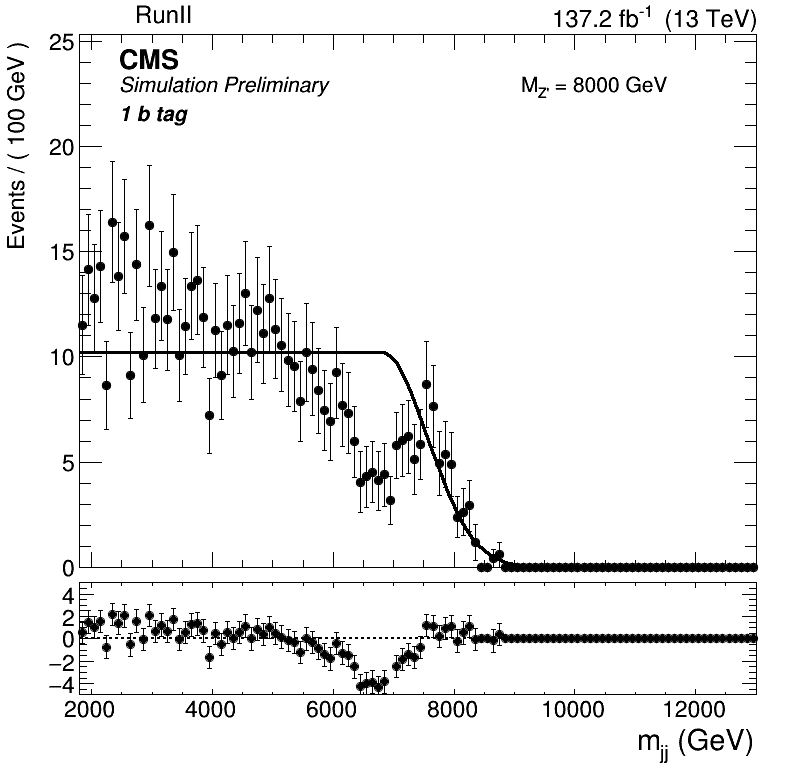 RunII
137.2 fb⁻¹ (13 TeV)
Events / ( 100 GeV )
CMS
Simulation Preliminary
1 b tag
M_Z' = 8000 GeV
25
20
15
10
5
0
4
2
0
−2
−4
2000 4000 6000 8000 10000 12000
m_jj (GeV)